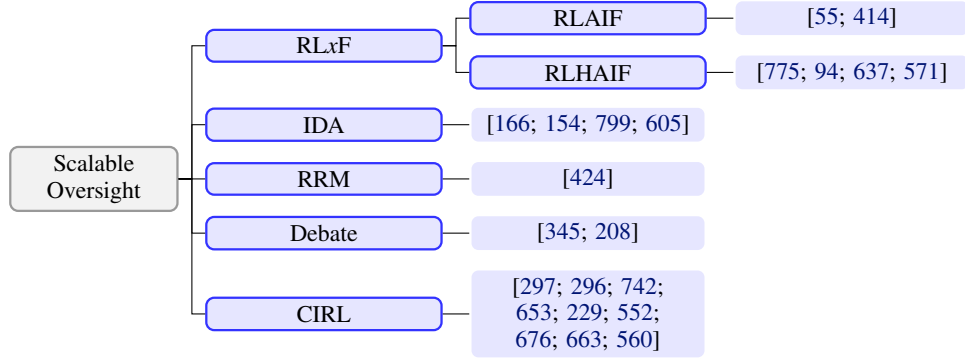 RLAIF
[55; 414]
RLxF
RLHAIF
[775; 94; 637; 571]
IDA
[166; 154; 799; 605]
Scalable
Oversight
RRM
[424]
Debate
[345; 208]
CIRL
[297; 296; 742;
653; 229; 552;
676; 663; 560]